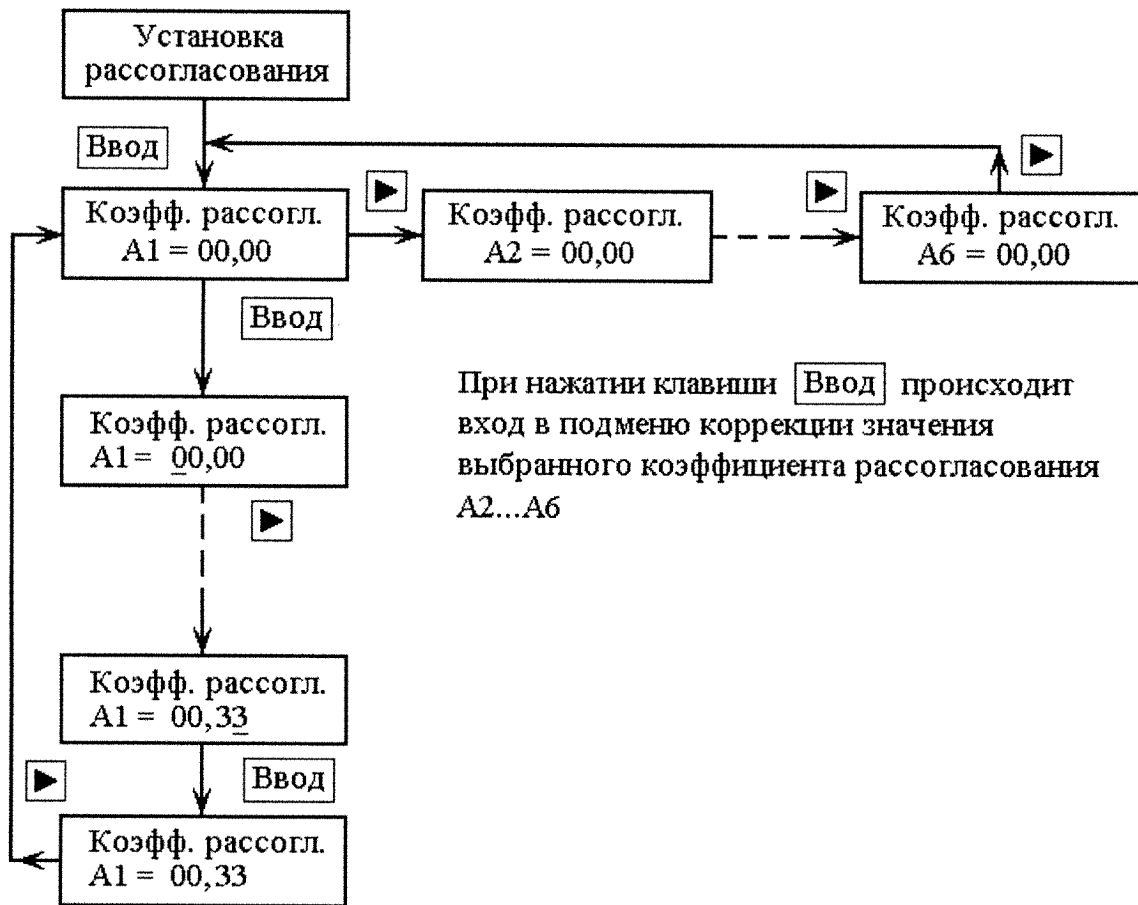 Установка
рассогласования
Ввод
Коэфф. рассогл.
А1 = 00,00
Коэфф. рассогл.
А2 = 00,00
Коэфф. рассогл.
А6 = 00,00
Ввод
Коэфф. рассогл.
А1 = 00,00
При нажатии клавиши Ввод происходит
вход в подменю коррекции значения
выбранного коэффициента рассогласования
А2...А6
Коэфф. рассогл.
А1 = 00,33
Ввод
Коэфф. рассогл.
А1 = 00,33